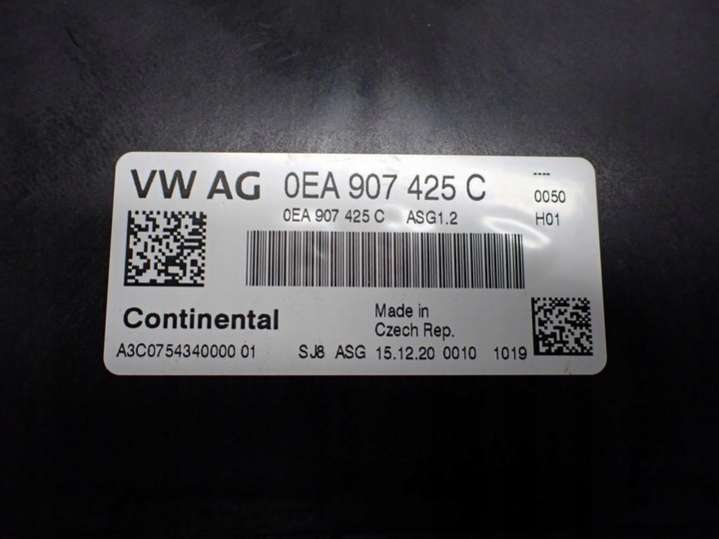 VW AG 0EA 907 425 C ----
0050
0EA 907 425 C ASG1.2 H01
Continental Made in
Czech Rep.
A3C0754340000 01 SJ8 ASG 15.12.20 0010 1019